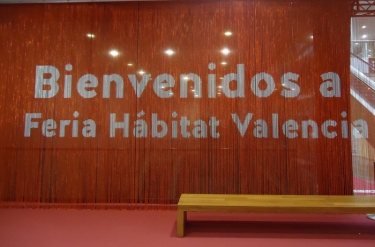 Bienvenidos a
Feria Hábitat Valencia